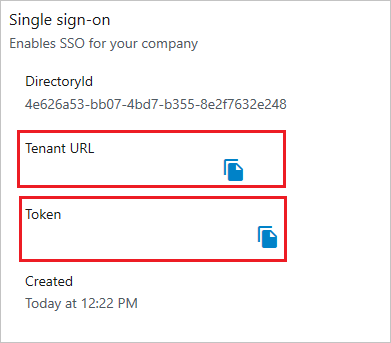 Single sign-on
Enables SSO for your company
DirectoryId
4e626a53-bb07-4bd7-b355-8e2f7632e248
Tenant URL
Token
Created
Today at 12:22 PM